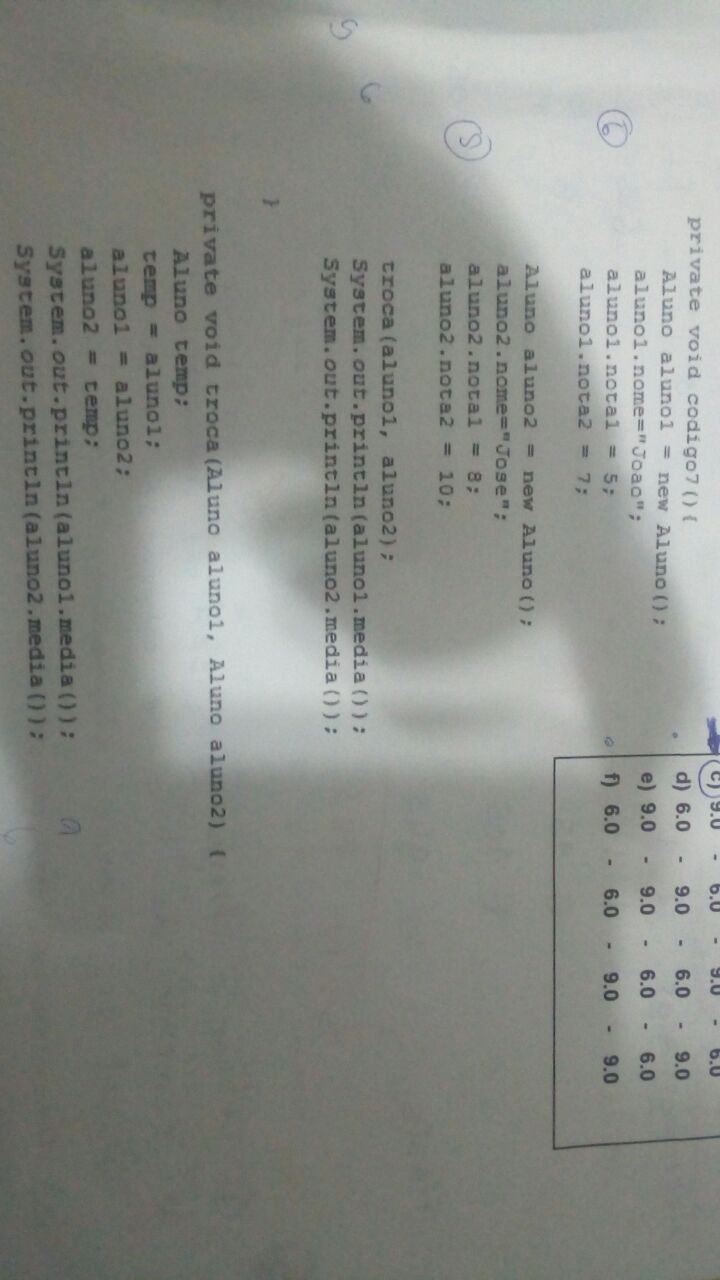 private void codigo7(){
Aluno aluno1 = new Aluno();
aluno1.nome="Joao";
aluno1.nota1 = 5;
aluno1.nota2 = 7;
6
Aluno aluno2 = new Aluno();
aluno2.nome="Jose";
aluno2.nota1 = 8;
aluno2.nota2 = 10;
9
troca(aluno1, aluno2);
System.out.println(aluno1.media());
System.out.println(aluno2.media());
6
9
}
private void troca(Aluno aluno1, Aluno aluno2) {
Aluno temp;
temp = aluno1;
aluno1 = aluno2;
aluno2 = temp;
System.out.println(aluno1.media());
9
System.out.println(aluno2.media());
6
c) 9.0 - 6.0 - 9.0 - 6.0
d) 6.0 - 9.0 - 6.0 - 9.0
e) 9.0 - 9.0 - 6.0 - 6.0
f) 6.0 - 6.0 - 9.0 - 9.0